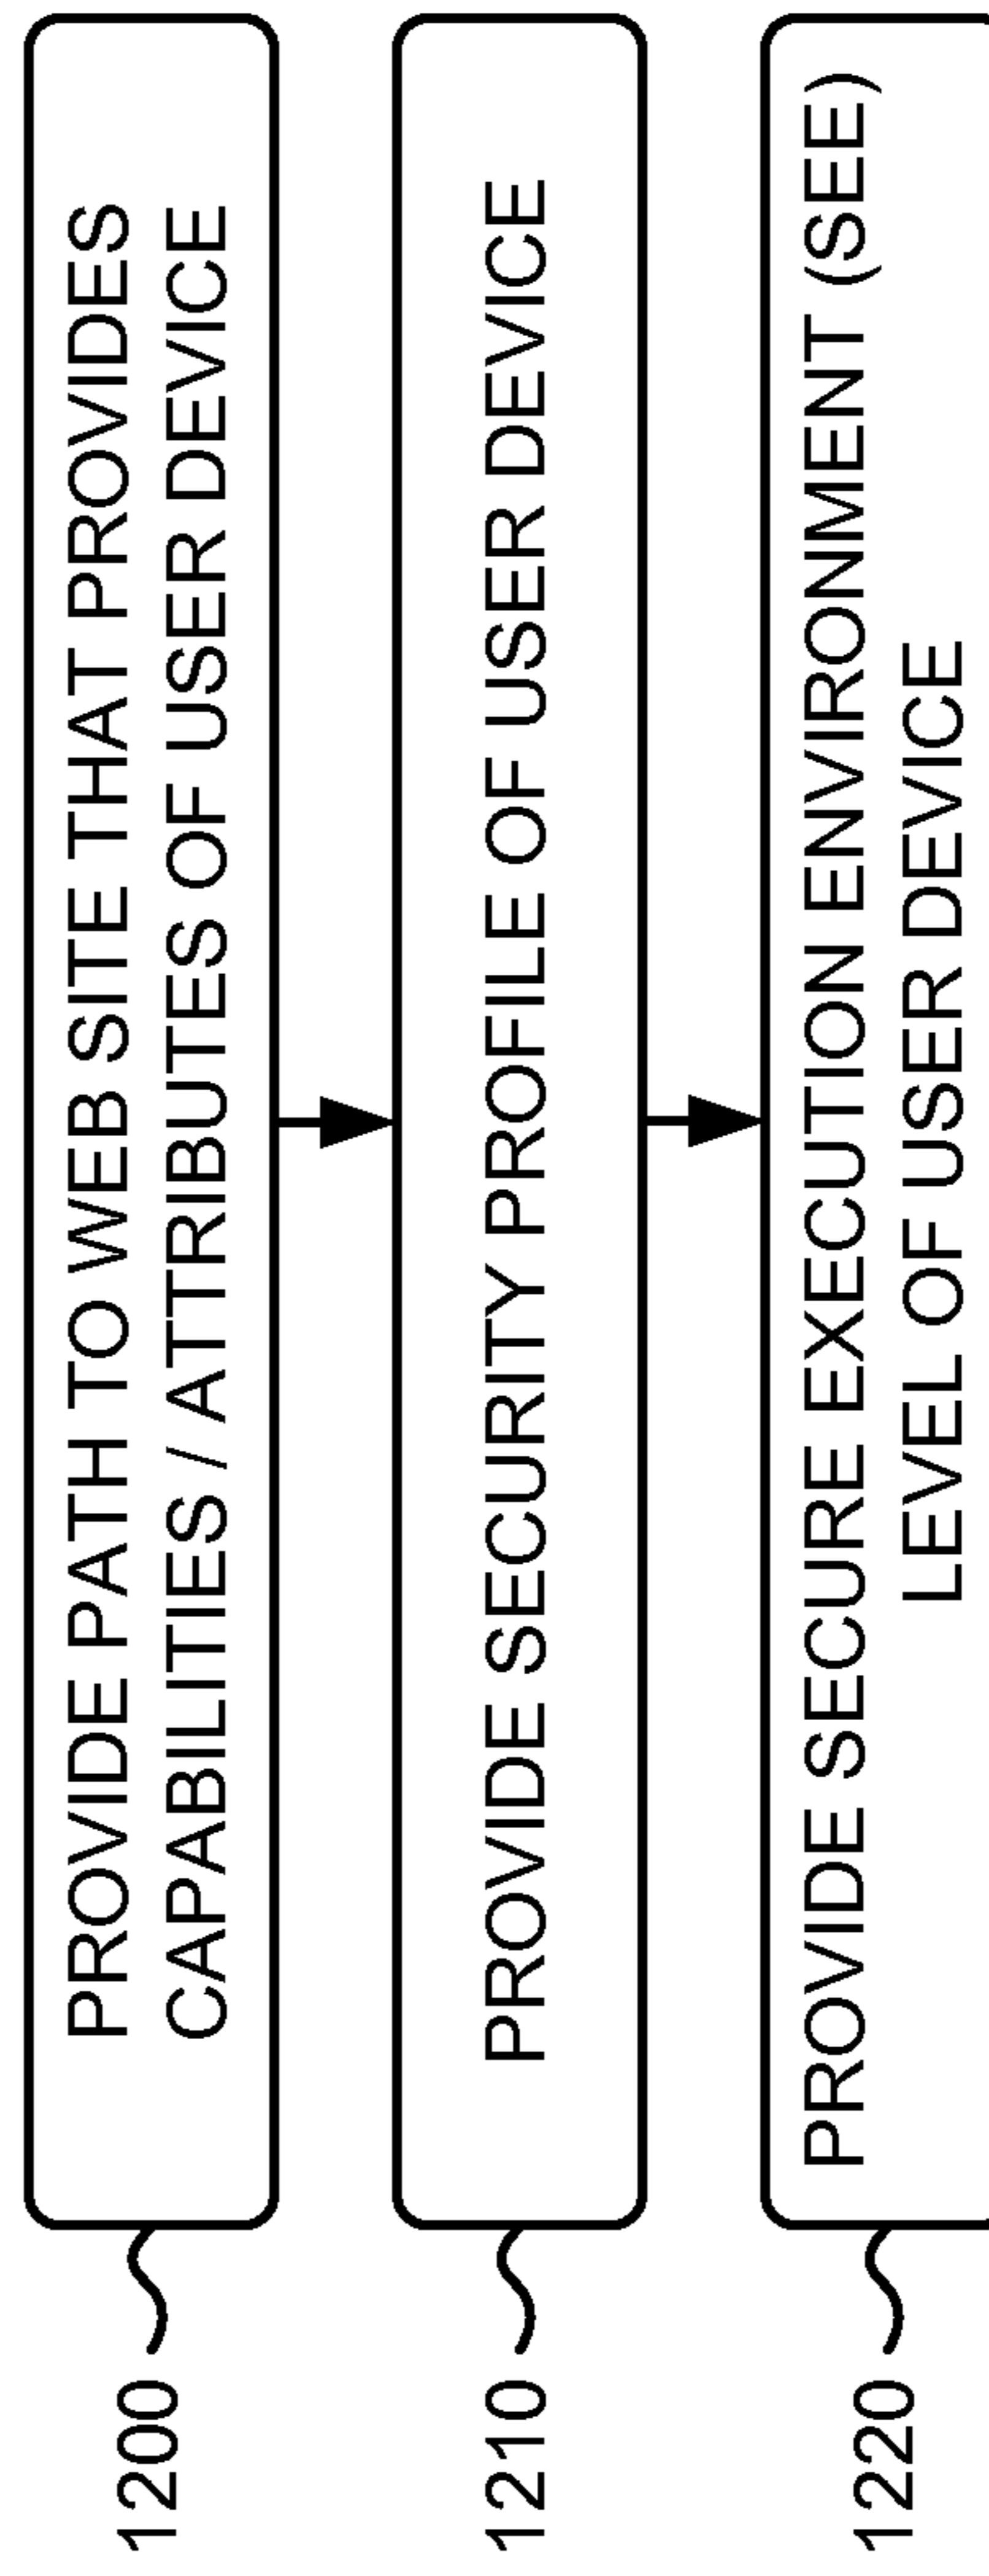 1200
PROVIDE PATH TO WEB SITE THAT PROVIDES
CAPABILITIES / ATTRIBUTES OF USER DEVICE
1210
PROVIDE SECURITY PROFILE OF USER DEVICE
1220
PROVIDE SECURE EXECUTION ENVIRONMENT (SEE)
LEVEL OF USER DEVICE